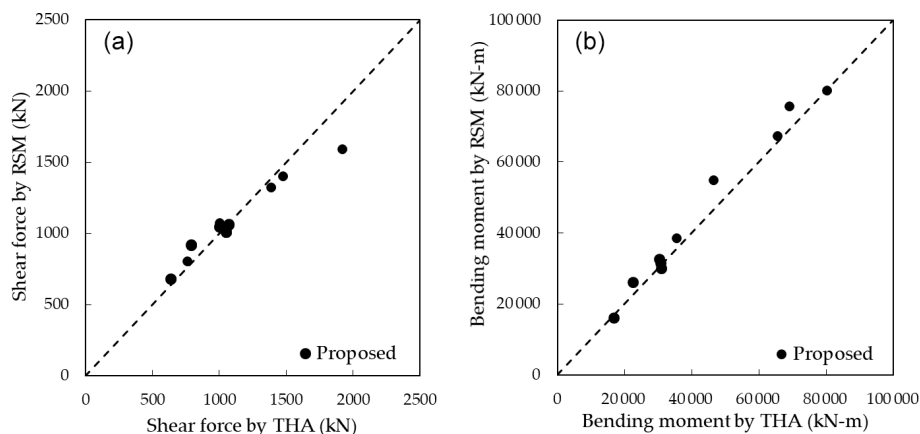 (a)
Shear force by RSM (kN)
2500
2000
1500
1000
500
0
Proposed
0 500 1000 1500 2000 2500
Shear force by THA (kN)
(b)
Bending moment by RSM (kN-m)
100 000
80 000
60 000
40 000
20 000
0
Proposed
0 20 000 40 000 60 000 80 000 100 000
Bending moment by THA (kN-m)